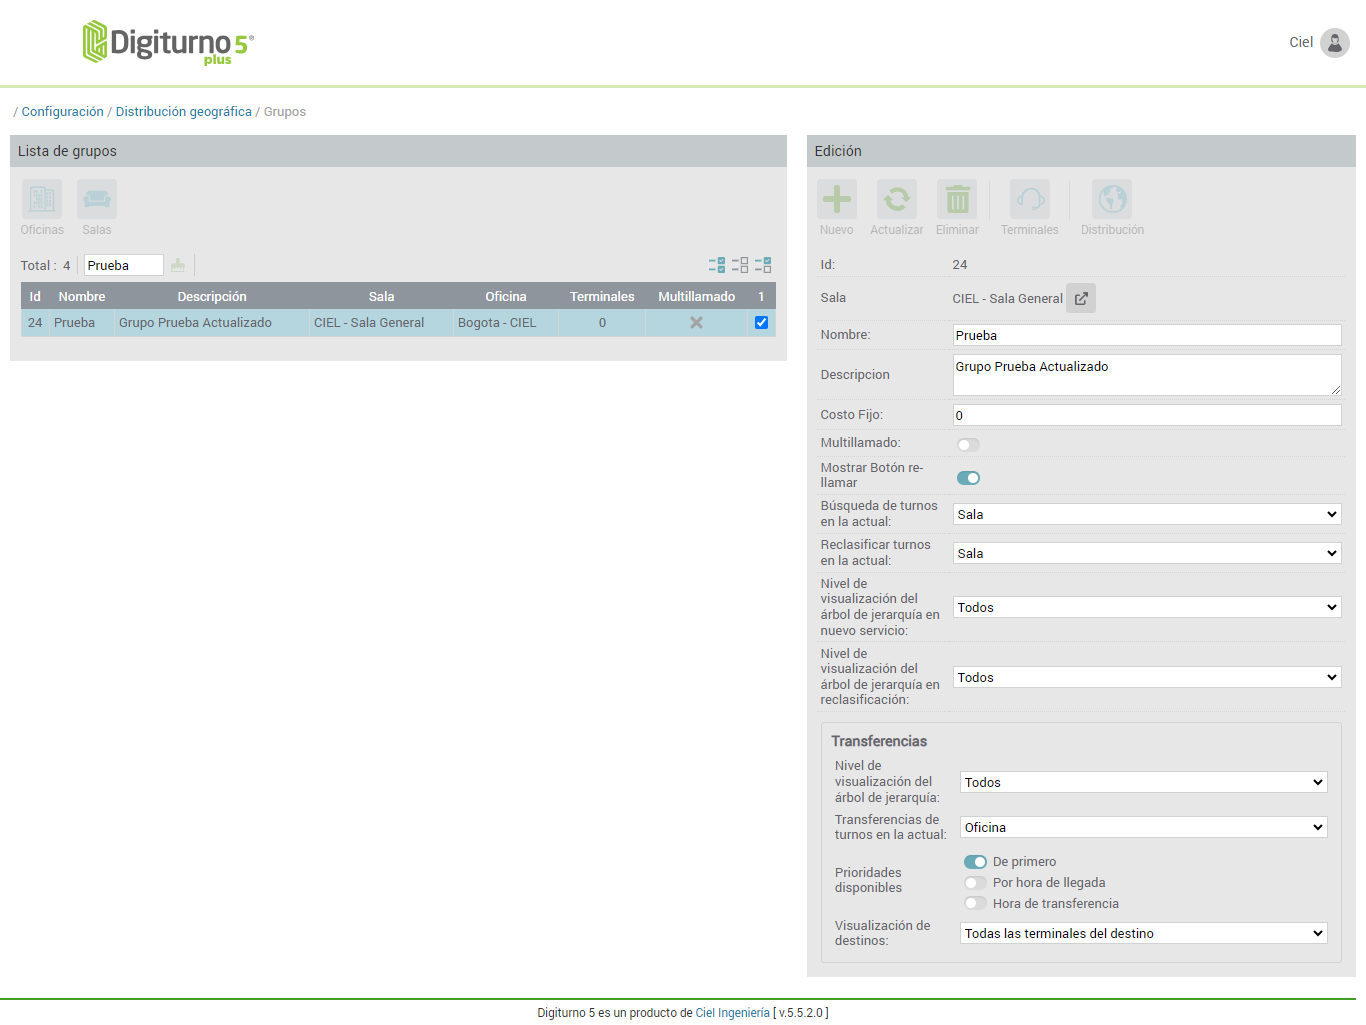 Digiturno 5®
plus
Ciel
/ Configuración / Distribución geográfica / Grupos
Lista de grupos
Oficinas
Salas
Total : 4
Prueba
Id Nombre Descripción Sala Oficina Terminales Multillamado 1
24 Prueba Grupo Prueba Actualizado CIEL - Sala General Bogota - CIEL 0
Edición
Nuevo
Actualizar
Eliminar
Terminales
Distribución
Id: 24
Sala CIEL - Sala General
Nombre: Prueba
Descripcion Grupo Prueba Actualizado
Costo Fijo: 0
Multillamado:
Mostrar Botón re-
llamar
Búsqueda de turnos
en la actual:
Sala
Reclasificar turnos
en la actual:
Sala
Nivel de
visualización del
árbol de jerarquía en
nuevo servicio:
Todos
Nivel de
visualización del
árbol de jerarquía en
reclasificación:
Todos
Transferencias
Nivel de
visualización del
árbol de jerarquía:
Todos
Transferencias de
turnos en la actual:
Oficina
Prioridades
disponibles
De primero
Por hora de llegada
Hora de transferencia
Visualización de
destinos:
Todas las terminales del destino
Digiturno 5 es un producto de Ciel Ingeniería [ v.5.5.2.0 ]